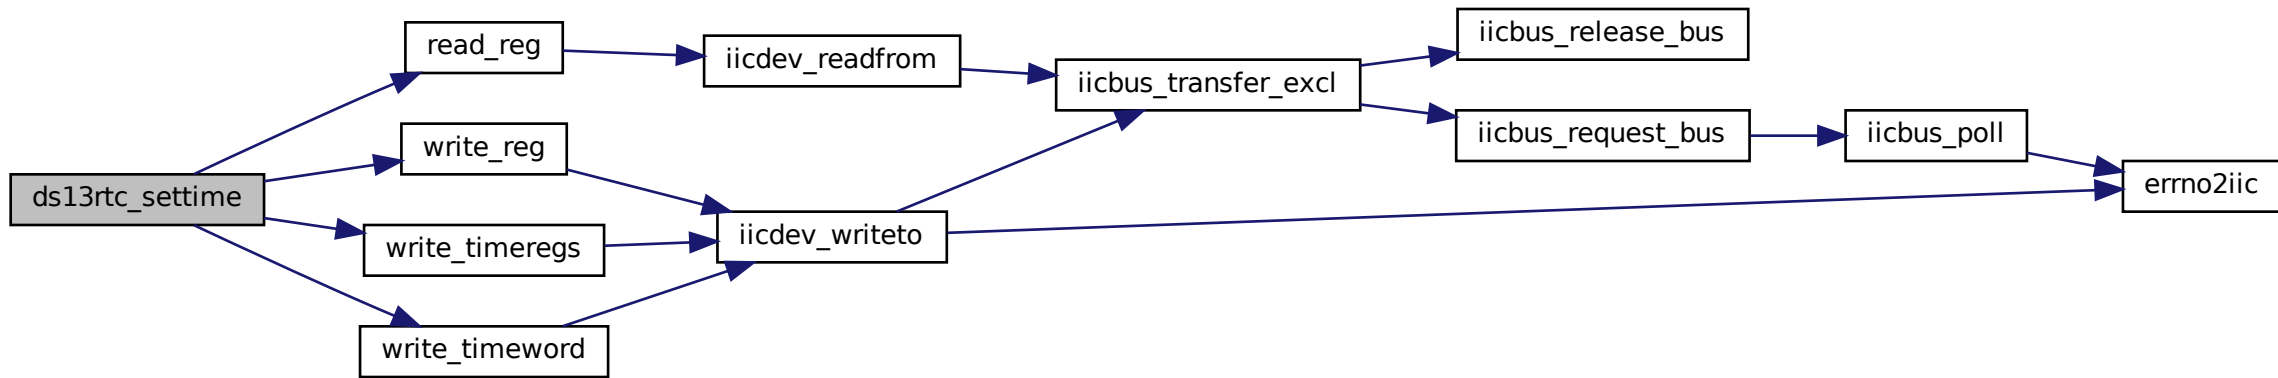 ds13rtc_settime
read_reg
write_reg
write_timeregs
write_timeword
iicdev_readfrom
iicdev_writeto
iicbus_transfer_excl
iicbus_release_bus
iicbus_request_bus
iicbus_poll
errno2iic